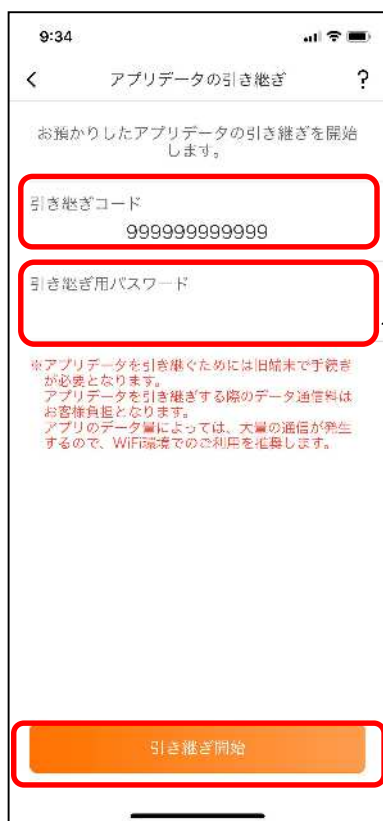 9:34
アプリデータの引き継ぎ ?
お預かりしたアプリデータの引き継ぎを開始
します。
引き継ぎコード
999999999999
引き継ぎ用パスワード
※アプリデータを引き継ぐためには旧端末で手続き
が必要となります。
アプリデータを引き継ぎする際のデータ通信料は
お客様負担となります。
アプリのデータ量によっては、大量の通信が発生
するので、WiFi環境でのご利用を推奨します。
引き継ぎ開始